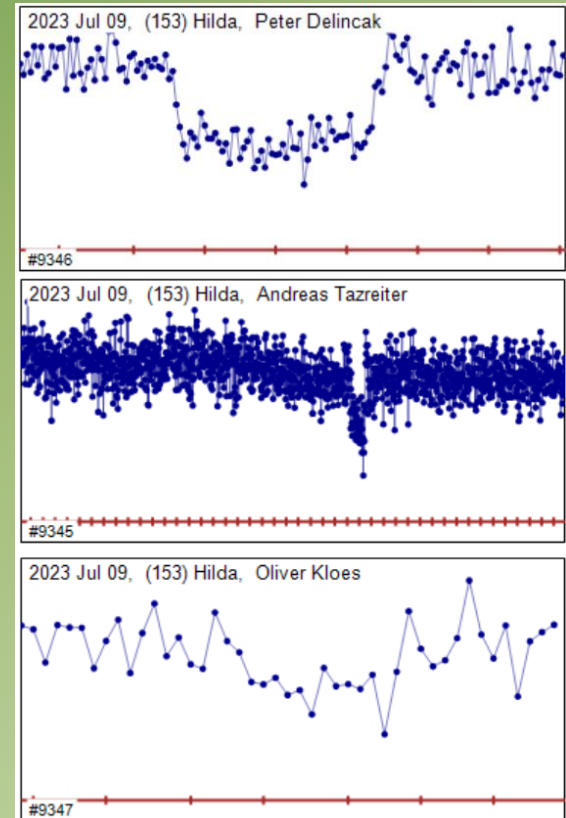 2023 Jul 09, (153) Hilda, Peter Delincak
#9346
2023 Jul 09, (153) Hilda, Andreas Tazreiter
#9345
2023 Jul 09, (153) Hilda, Oliver Kloes
#9347